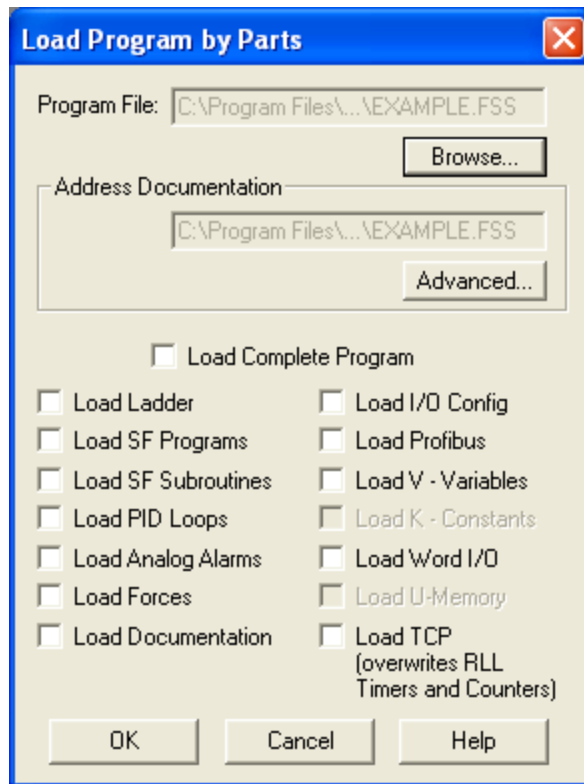 Load Program by Parts
Program File: C:\Program Files\...\EXAMPLE.FSS
Browse...
Address Documentation
C:\Program Files\...\EXAMPLE.FSS
Advanced...
Load Complete Program
Load Ladder
Load SF Programs
Load SF Subroutines
Load PID Loops
Load Analog Alarms
Load Forces
Load Documentation
Load I/O Config
Load Profibus
Load V - Variables
Load K - Constants
Load Word I/O
Load U-Memory
Load TCP
(overwrites RLL
Timers and Counters)
OK Cancel Help